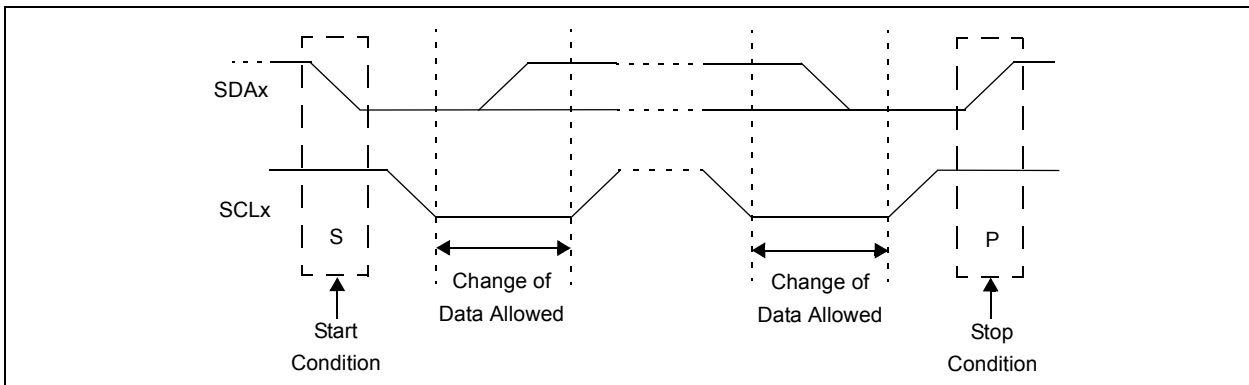 SDAx
SCLx
S
P
Change of
Data Allowed
Change of
Data Allowed
Start
Condition
Stop
Condition